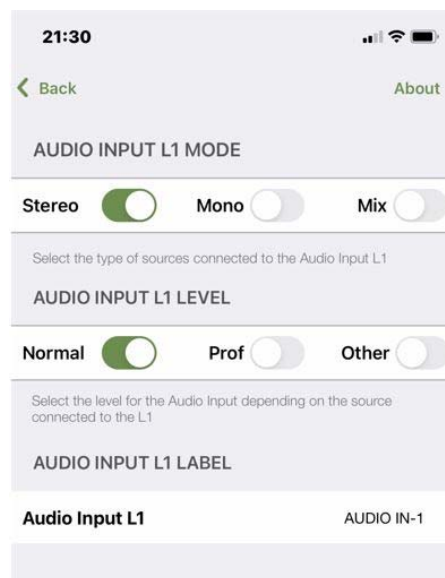 21:30
Back About
AUDIO INPUT L1 MODE
Stereo Mono Mix
Select the type of sources connected to the Audio Input L1
AUDIO INPUT L1 LEVEL
Normal Prof Other
Select the level for the Audio Input depending on the source
connected to the L1
AUDIO INPUT L1 LABEL
Audio Input L1 AUDIO IN-1